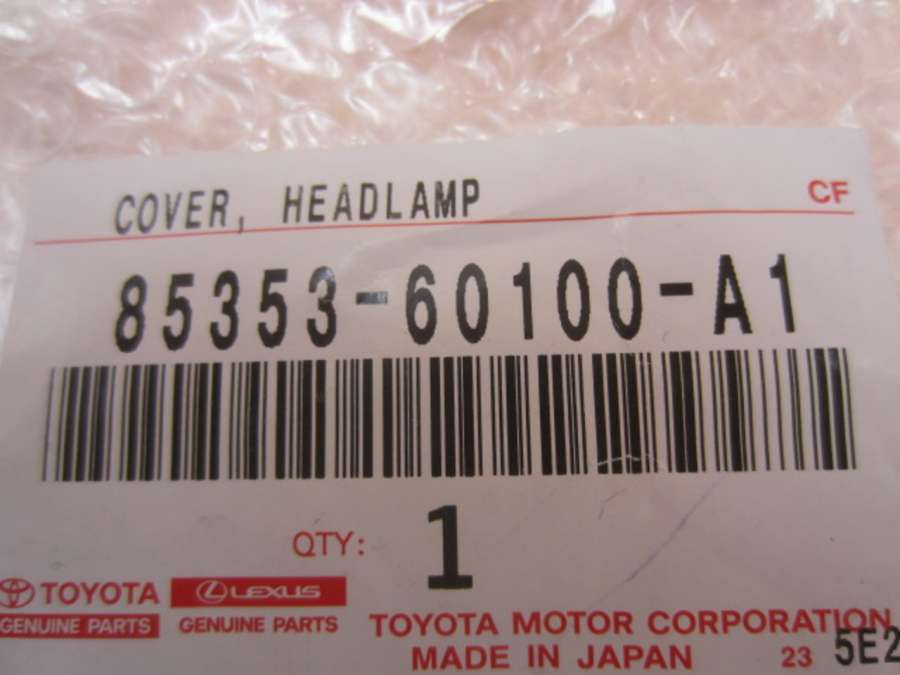 COVER, HEADLAMP CF
85353-60100-A1
QTY: 1
TOYOTA LEXUS
GENUINE PARTS GENUINE PARTS TOYOTA MOTOR CORPORATION
MADE IN JAPAN 23 5E2